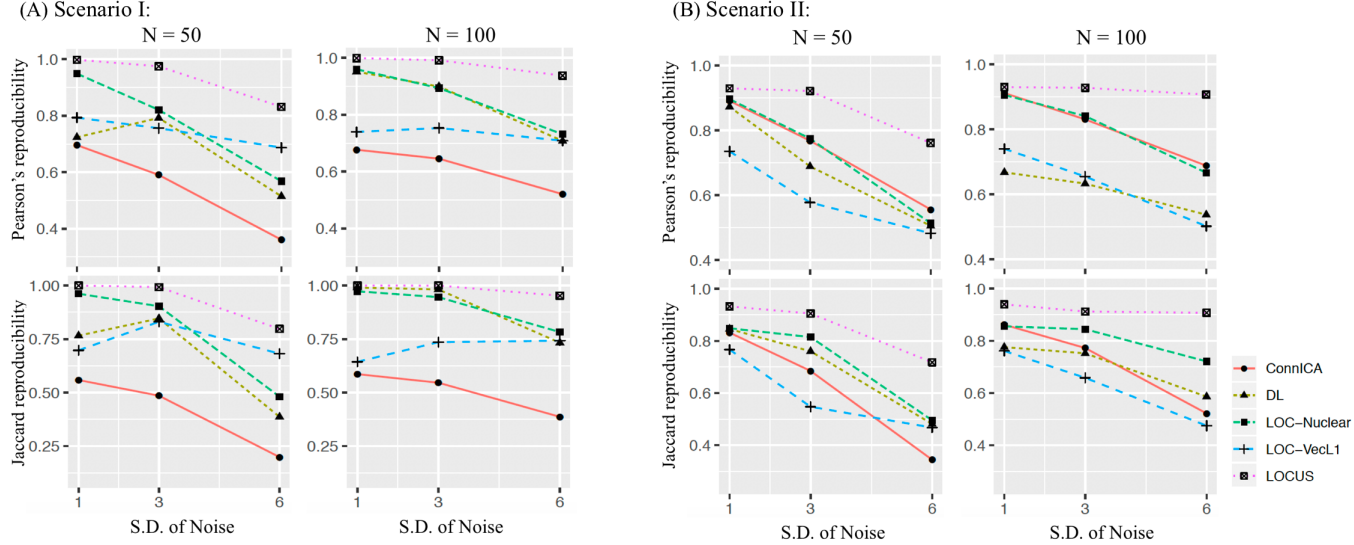 (A) Scenario I:
N = 50
N = 100
Pearson's reproducibility
1.0
0.8
0.6
0.4
1.0
0.8
0.6
0.4
Jaccard reproducibility
1.00
0.75
0.50
0.25
1.00
0.75
0.50
0.25
1
3
6
1
3
6
S.D. of Noise
S.D. of Noise
(B) Scenario II:
N = 50
N = 100
Pearson's reproducibility
1.0
0.8
0.6
0.4
Pearson's reproducibility
1.0
0.8
0.6
0.4
Jaccard reproducibility
1.0
0.8
0.6
0.4
Jaccard reproducibility
1.0
0.8
0.6
0.4
1
3
6
1
3
6
S.D. of Noise
S.D. of Noise
ConnICA
DL
LOC-Nuclear
LOC-VecL1
LOCUS